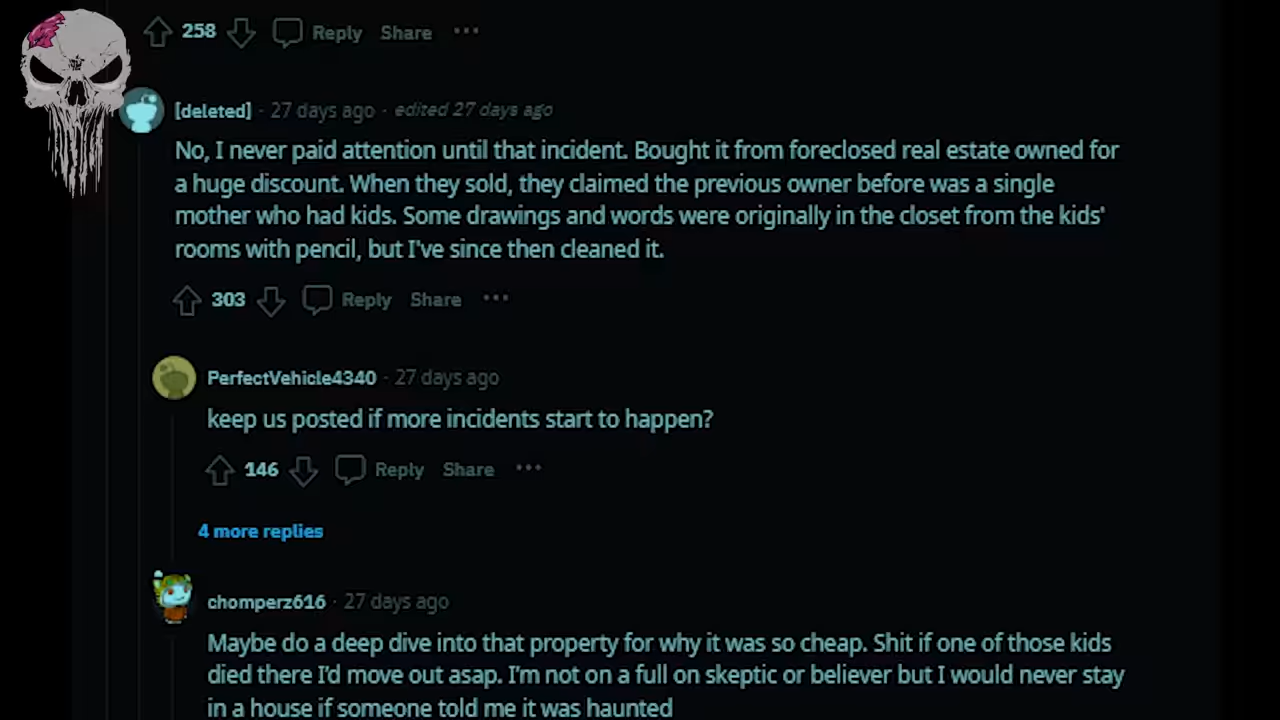 258 Reply Share ...
[deleted] · 27 days ago · edited 27 days ago
No, I never paid attention until that incident. Bought it from foreclosed real estate owned for
a huge discount. When they sold, they claimed the previous owner before was a single
mother who had kids. Some drawings and words were originally in the closet from the kids'
rooms with pencil, but I've since then cleaned it.
303 Reply Share ...
PerfectVehicle4340 · 27 days ago
keep us posted if more incidents start to happen?
146 Reply Share ...
4 more replies
chomperz616 · 27 days ago
Maybe do a deep dive into that property for why it was so cheap. Shit if one of those kids
died there I'd move out asap. I'm not on a full on skeptic or believer but I would never stay
in a house if someone told me it was haunted